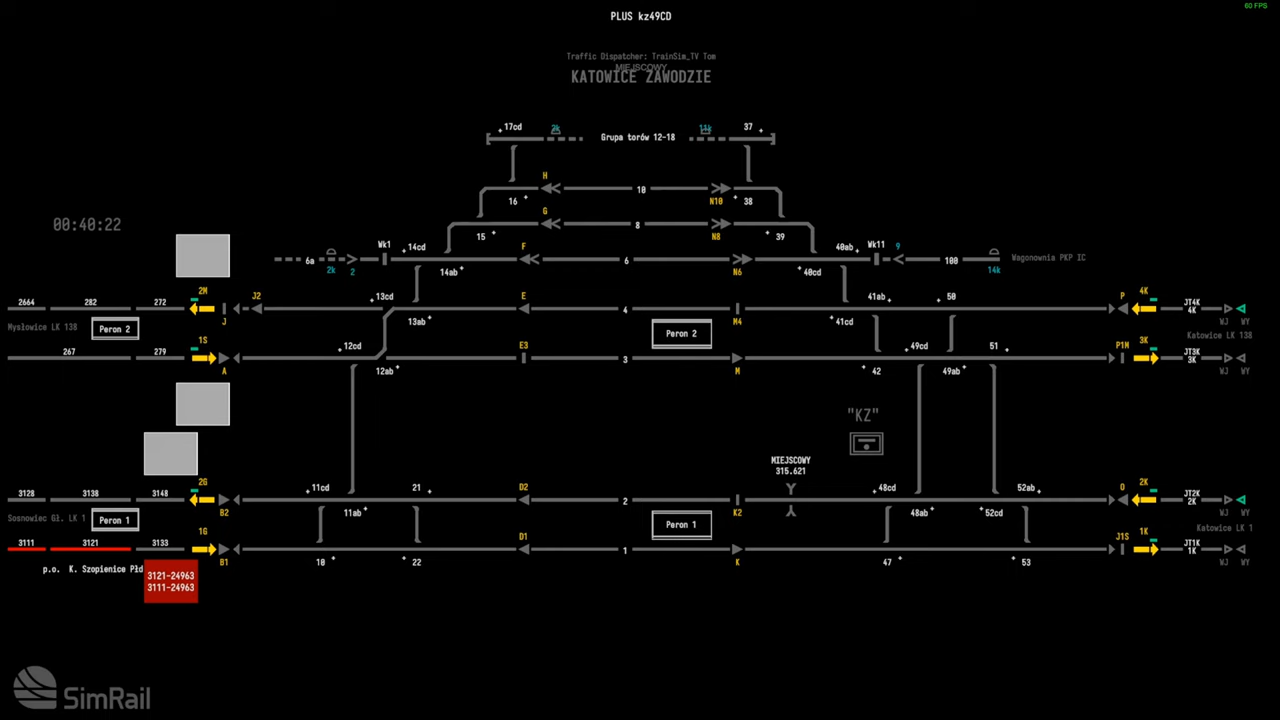 60 FPS
PLUS kz49CD
Traffic Dispatcher: TrainSim_TV Tom
MIEJSCOWY
KATOWICE ZAWODZIE
17cd 2k Grupa torów 12-18 11k 37
H
10
16 N10 38
G
8
15 N8 39
00:40:22
Wk1 14cd F 40ab Wk11 9
6a 6 100 Wagonownia PKP IC
2k 2 14ab N6 40cd 14k
2M J2 13cd E 41ab 50 P 4K
2664 282 272 4 JT4K
4K
J 13ab M4 41cd WJ WY
Mysłowice LK 138 Peron 2 Peron 2 Katowice LK 138
1S 12cd E3 49cd 51 P1M 3K
267 279 3 JT3K
3K
A 12ab M 42 49ab WJ WY
"KZ"
MIEJSCOWY
315.621
2G 11cd 21 D2 48cd 52ab O 2K
3128 3138 3148 2 JT2K
2K
B2 11ab K2 48ab 52cd WJ WY
Sosnowiec Gł. LK 1 Peron 1 Peron 1 Katowice LK 1
1G D1 J1S 1K
3111 3121 3133 1 JT1K
1K
B1 10 22 K 47 53 WJ WY
p.o. K. Szopienice Płd
3121-24963
3111-24963
SimRail